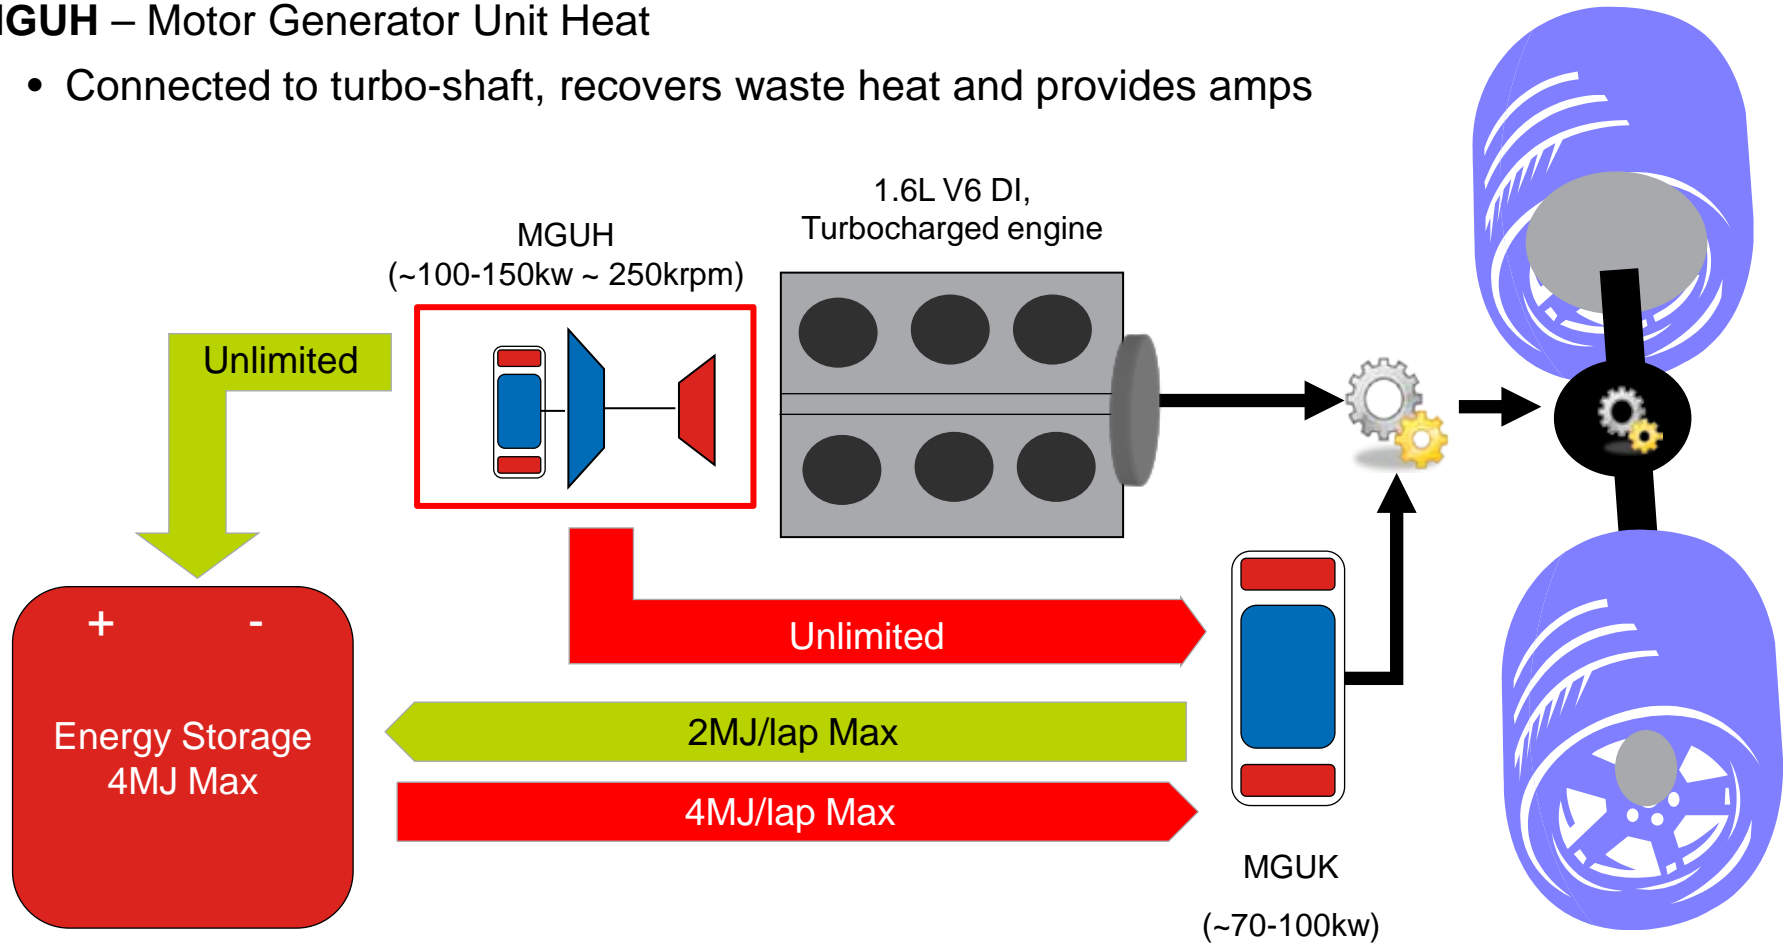 MGUH – Motor Generator Unit Heat
• Connected to turbo-shaft, recovers waste heat and provides amps
1.6L V6 DI,
Turbocharged engine
MGUH
(~100-150kw ~ 250krpm)
Unlimited
+ -
Unlimited
Energy Storage
4MJ Max
2MJ/lap Max
4MJ/lap Max
MGUK
(~70-100kw)